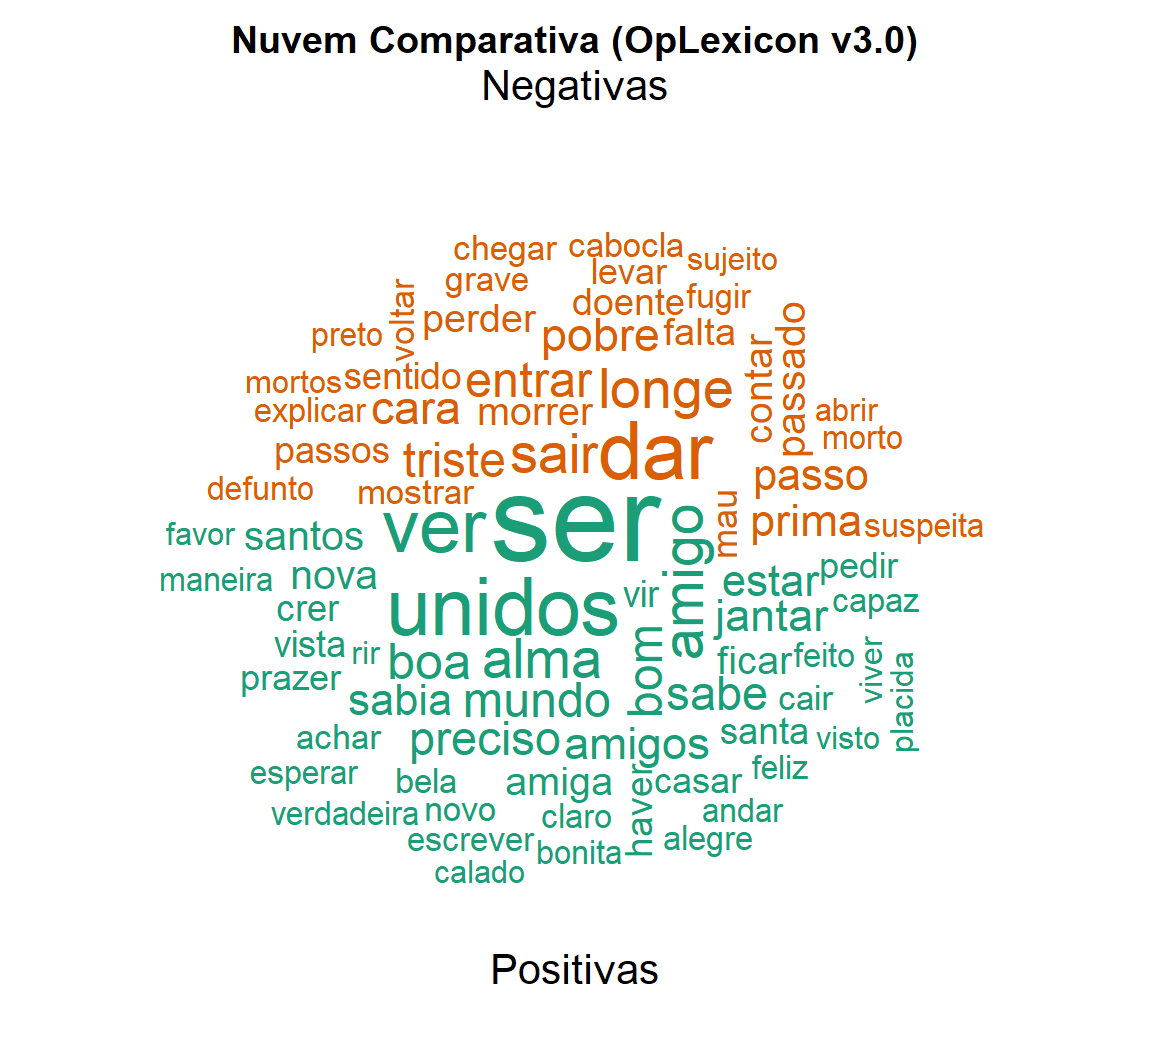 Nuvem Comparativa (OpLexicon v3.0)
Negativas
chegar cabocla sujeito
grave levar
voltar perder doente fugir
preto pobre falta contar passado
mortos sentido entrar longe
explicar cara morrer abrir
passos triste sair dar morto
defunto mostrar passo
favor santos ver ser amigo mau prima suspeita
maneira nova unidos vir estar pedir
crer jantar capaz
vista rir boa alma bom ficar feito viver placida
prazer sabia mundo sabe cair
achar preciso amigos santa visto
esperar bela amiga haver casar feliz
verdadeira novo claro andar
escrever bonita alegre
calado
Positivas